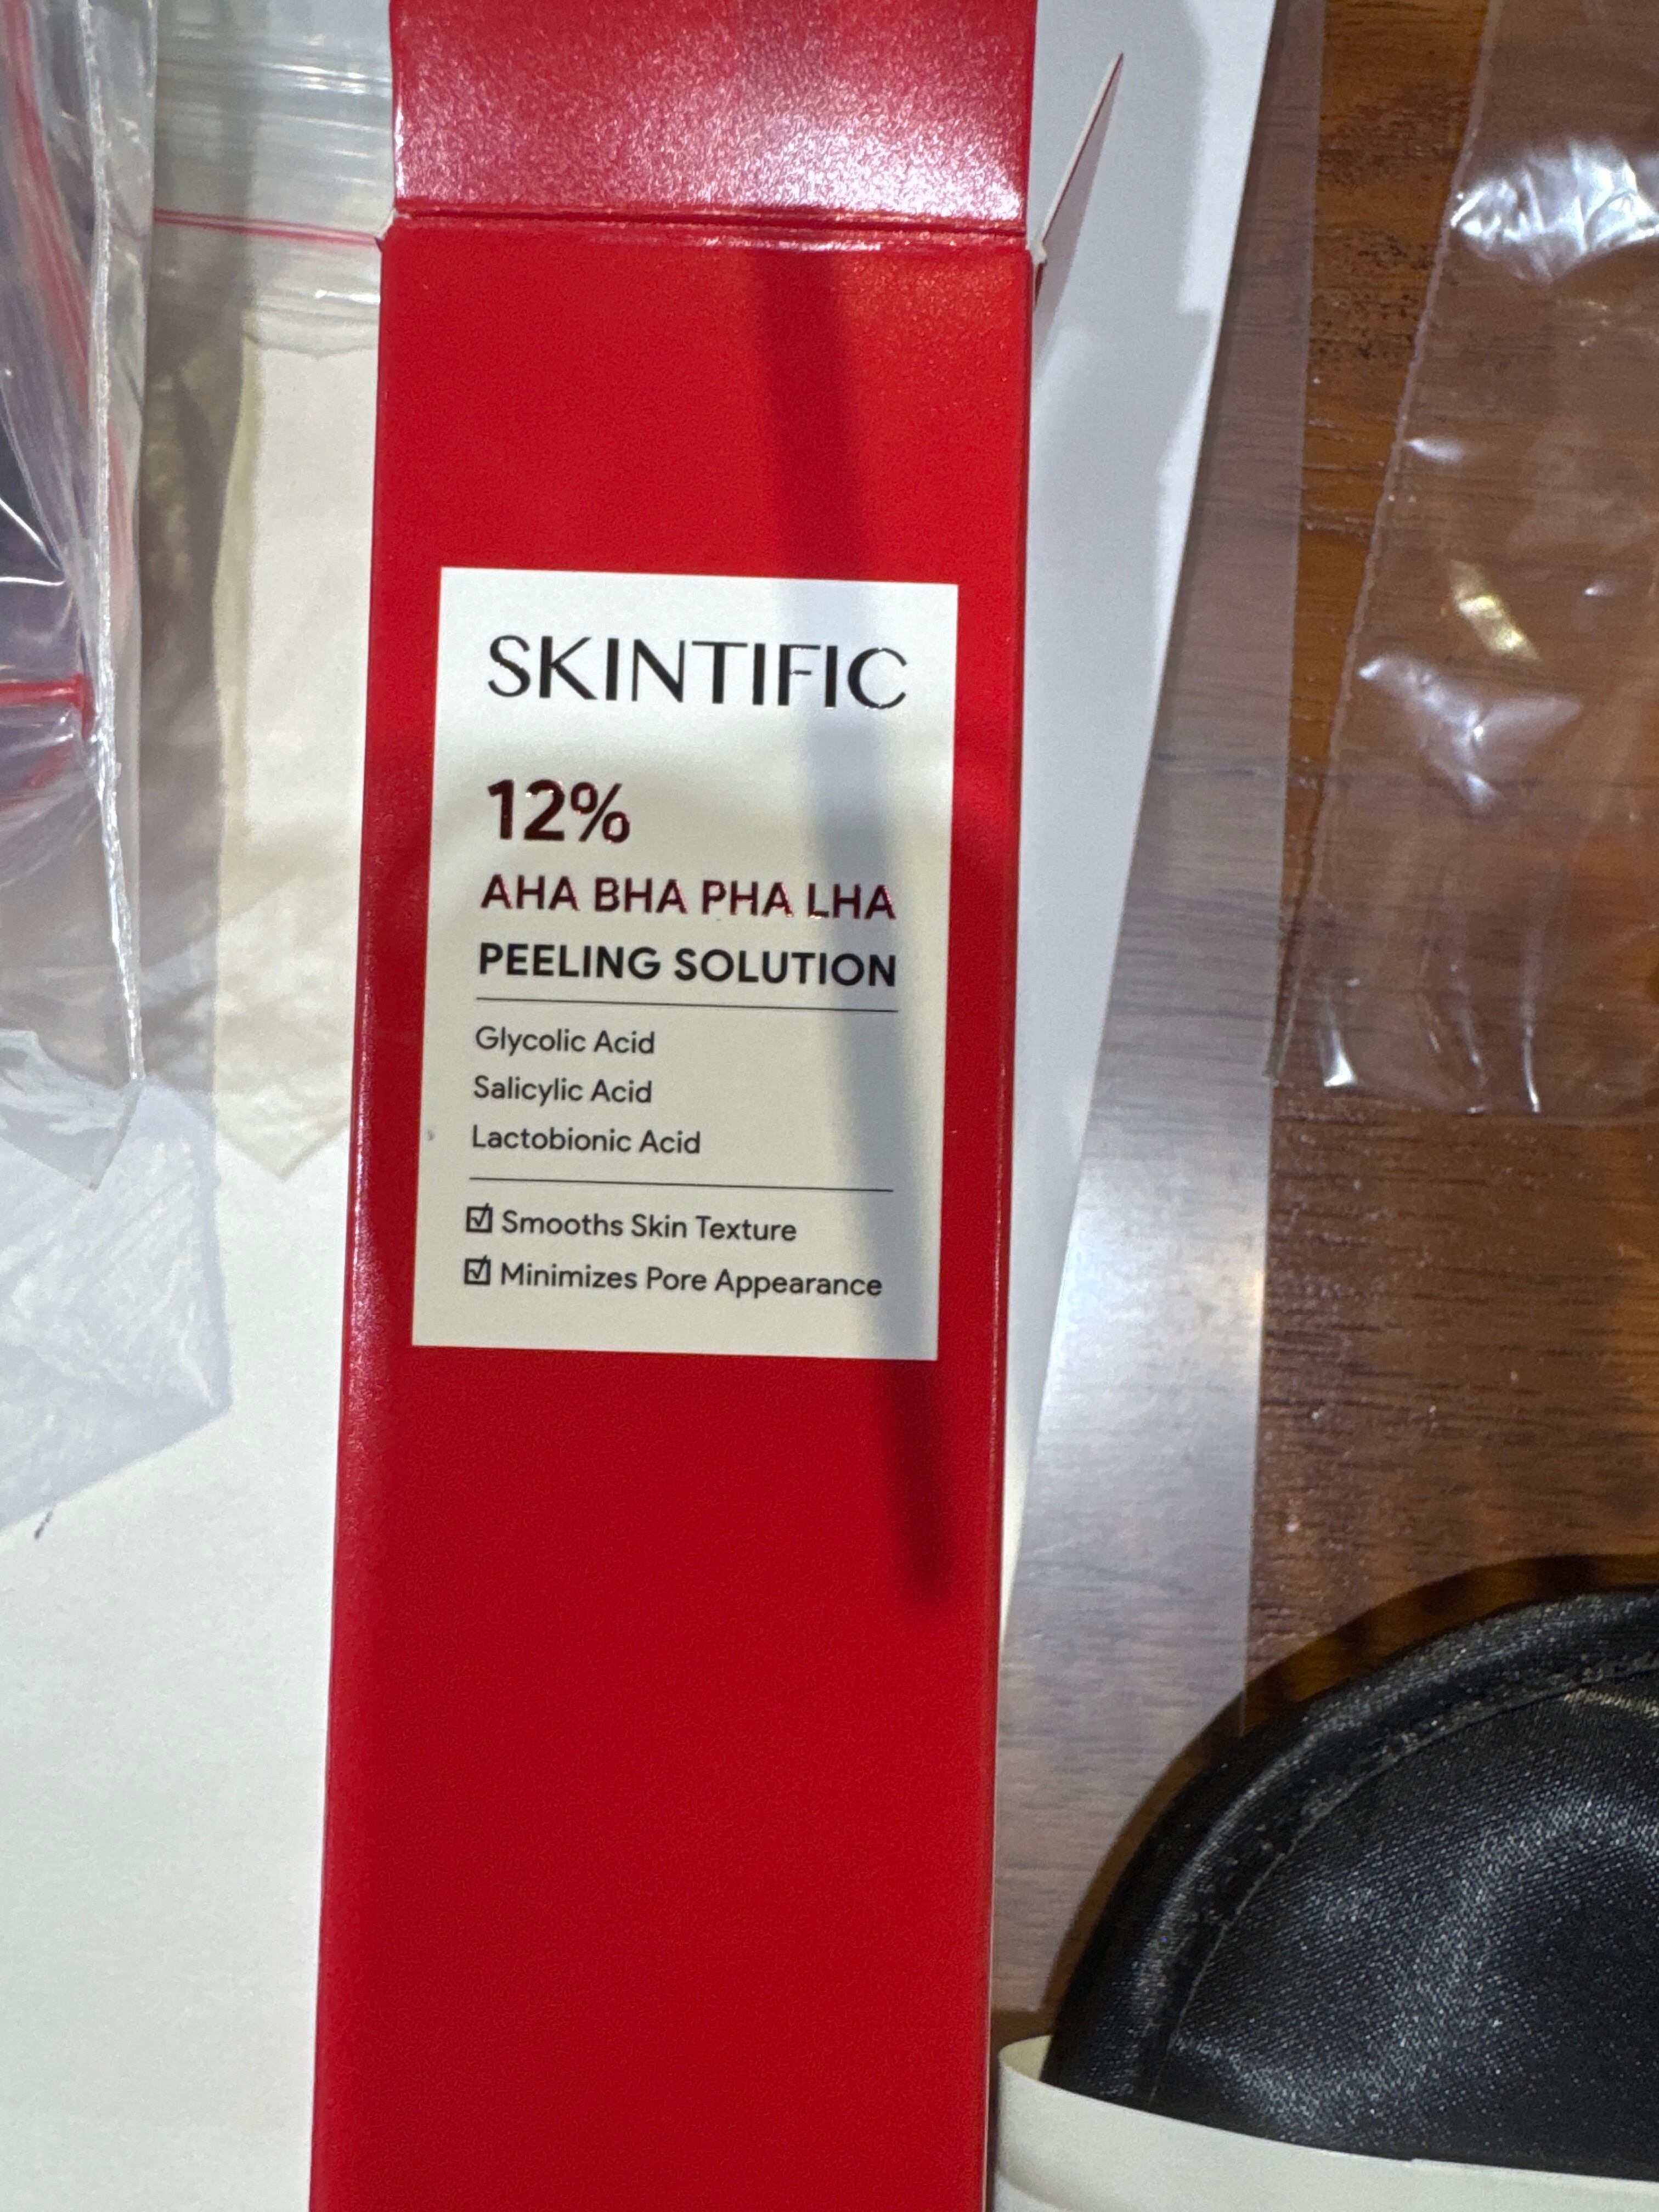 SKINTIFIC
12%
AHA BHA PHA LHA
PEELING SOLUTION
Glycolic Acid
Salicylic Acid
Lactobionic Acid
Smooths Skin Texture
Minimizes Pore Appearance